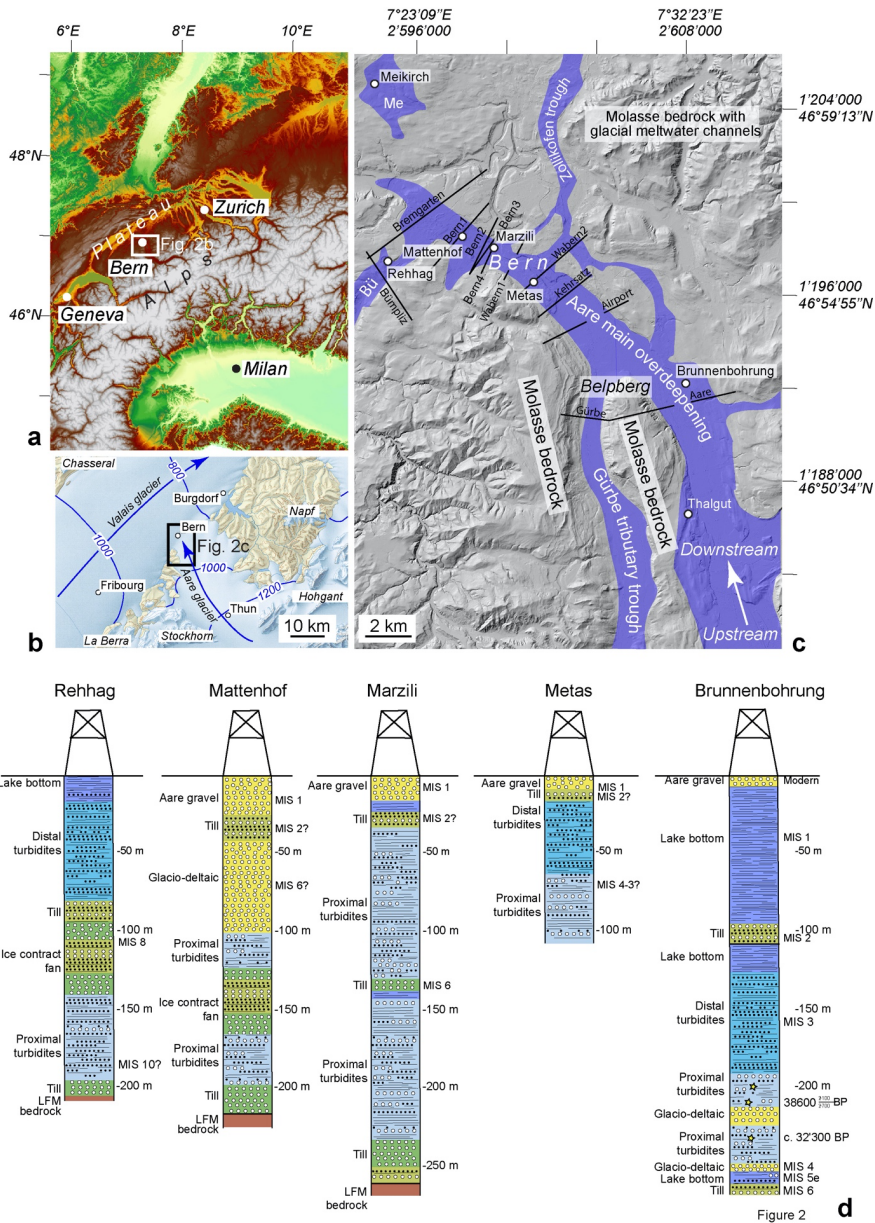 6°E
8°E
10°E
7°23'09"E
2'596'000
7°32'23"E
2'608'000
48°N
46°N
Plateau
Zurich
Fig. 2b
Bern
Alps
Geneva
Milan
a
Meikirch
Me
Zollikofen trough
Molasse bedrock with
glacial meltwater channels
1'204'000
46°59'13"N
Bremgarten
Bern1
Bern2
Bern3
Marzili
Mattenhof
Rehhag
Bern
Wabern2
Bü
Bümpliz
Bern4
Wabern1
Metas
Kehrsatz
Airport
1'196'000
46°54'55"N
Aare main overdeepening
Brunnenbohrung
Belpberg
Aare
Gürbe
Molasse bedrock
Molasse bedrock
1'188'000
46°50'34"N
Gürbe tributary trough
Thalgut
Downstream
Upstream
2 km
c
Chasseral
800
Valais glacier
Burgdorf
Napf
Bern
Fig. 2c
1000
1000
Fribourg
Aare glacier
1200
Hohgant
Thun
La Berra
Stockhorn
10 km
b
Rehhag
Lake bottom
Distal
turbidites
-50 m
Till
-100 m
MIS 8
Ice contract
fan
-150 m
Proximal
turbidites
MIS 10?
Till
-200 m
LFM
bedrock
Mattenhof
Aare gravel
MIS 1
Till
MIS 2?
-50 m
Glacio-deltaic
MIS 6?
-100 m
Proximal
turbidites
Ice contract
fan
-150 m
Proximal
turbidites
Till
-200 m
LFM
bedrock
Marzili
Aare gravel
MIS 1
Till
MIS 2?
-50 m
Proximal
turbidites
-100 m
Till
MIS 6
-150 m
Proximal
turbidites
-200 m
Till
-250 m
LFM
bedrock
Metas
Aare gravel
MIS 1
Till
MIS 2?
Distal
turbidites
-50 m
MIS 4-3?
Proximal
turbidites
-100 m
Brunnenbohrung
Aare gravel
Modern
Lake bottom
MIS 1
-50 m
Till
-100 m
MIS 2
Lake bottom
Distal
turbidites
-150 m
MIS 3
Proximal
turbidites
-200 m
38600
BP
Glacio-deltaic
Proximal
turbidites
c. 32'300 BP
Glacio-deltaic
MIS 4
Lake bottom
MIS 5e
Till
MIS 6
Figure 2
d